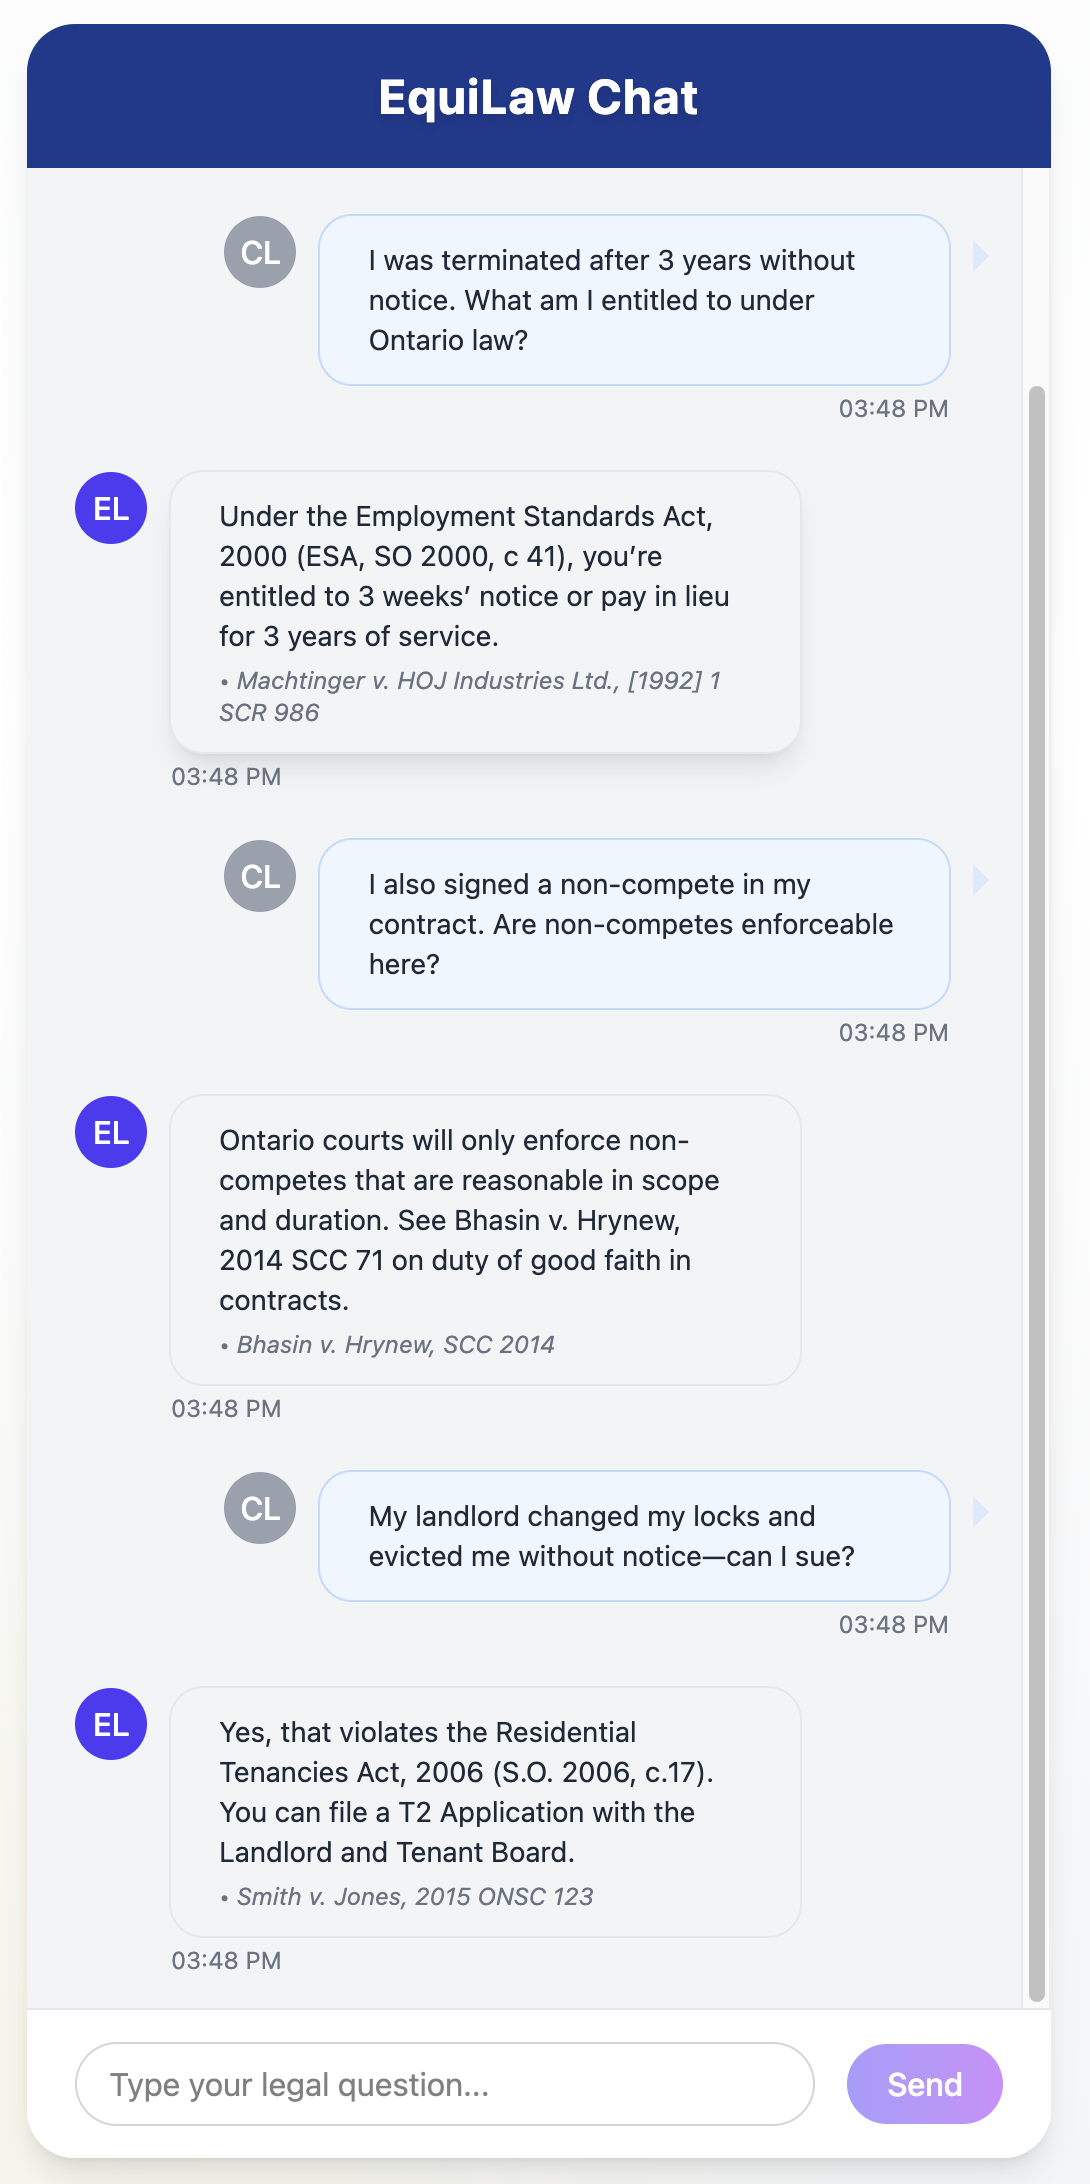 EquiLaw Chat
CL
I was terminated after 3 years without
notice. What am I entitled to under
Ontario law?
03:48 PM
EL
Under the Employment Standards Act,
2000 (ESA, SO 2000, c 41), you’re
entitled to 3 weeks’ notice or pay in lieu
for 3 years of service.
• Machtinger v. HOJ Industries Ltd., [1992] 1
SCR 986
03:48 PM
CL
I also signed a non-compete in my
contract. Are non-competes enforceable
here?
03:48 PM
EL
Ontario courts will only enforce non-
competes that are reasonable in scope
and duration. See Bhasin v. Hrynew,
2014 SCC 71 on duty of good faith in
contracts.
• Bhasin v. Hrynew, SCC 2014
03:48 PM
CL
My landlord changed my locks and
evicted me without notice—can I sue?
03:48 PM
EL
Yes, that violates the Residential
Tenancies Act, 2006 (S.O. 2006, c.17).
You can file a T2 Application with the
Landlord and Tenant Board.
• Smith v. Jones, 2015 ONSC 123
03:48 PM
Type your legal question...
Send